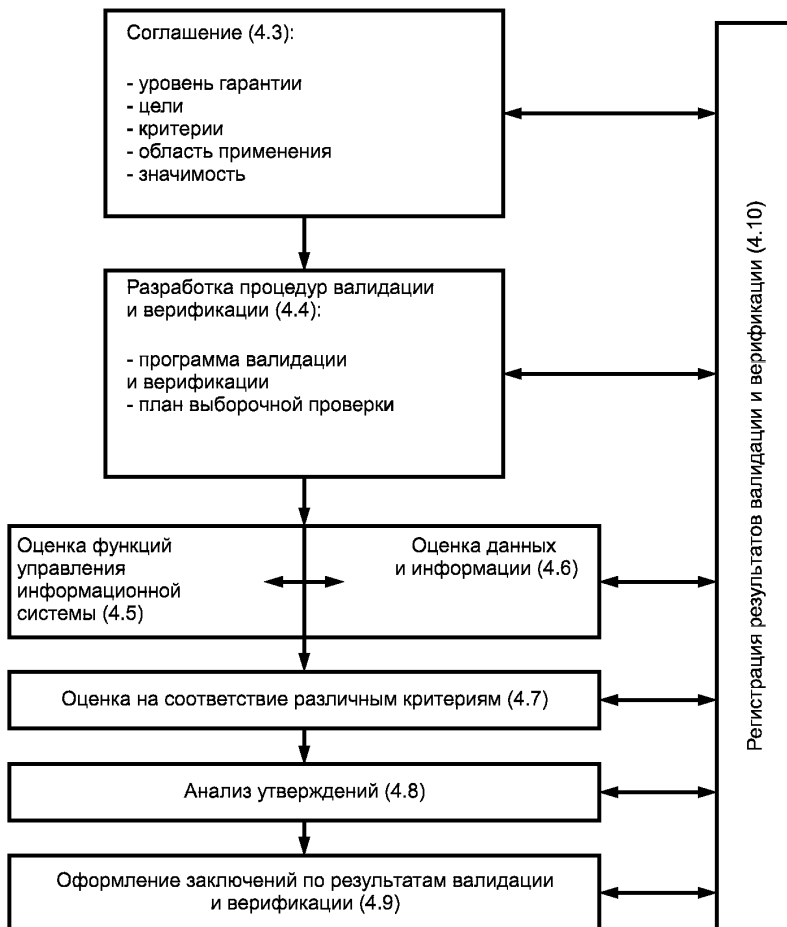 Соглашение (4.3):
- уровень гарантии
- цели
- критерии
- область применения
- значимость
Разработка процедур валидации
и верификации (4.4):
- программа валидации
и верификации
- план выборочной проверки
Оценка функций
управления
информационной
системы (4.5)
Оценка данных
и информации (4.6)
Оценка на соответствие различным критериям (4.7)
Анализ утверждений (4.8)
Оформление заключений по результатам валидации
и верификации (4.9)
Регистрация результатов валидации и верификации (4.10)